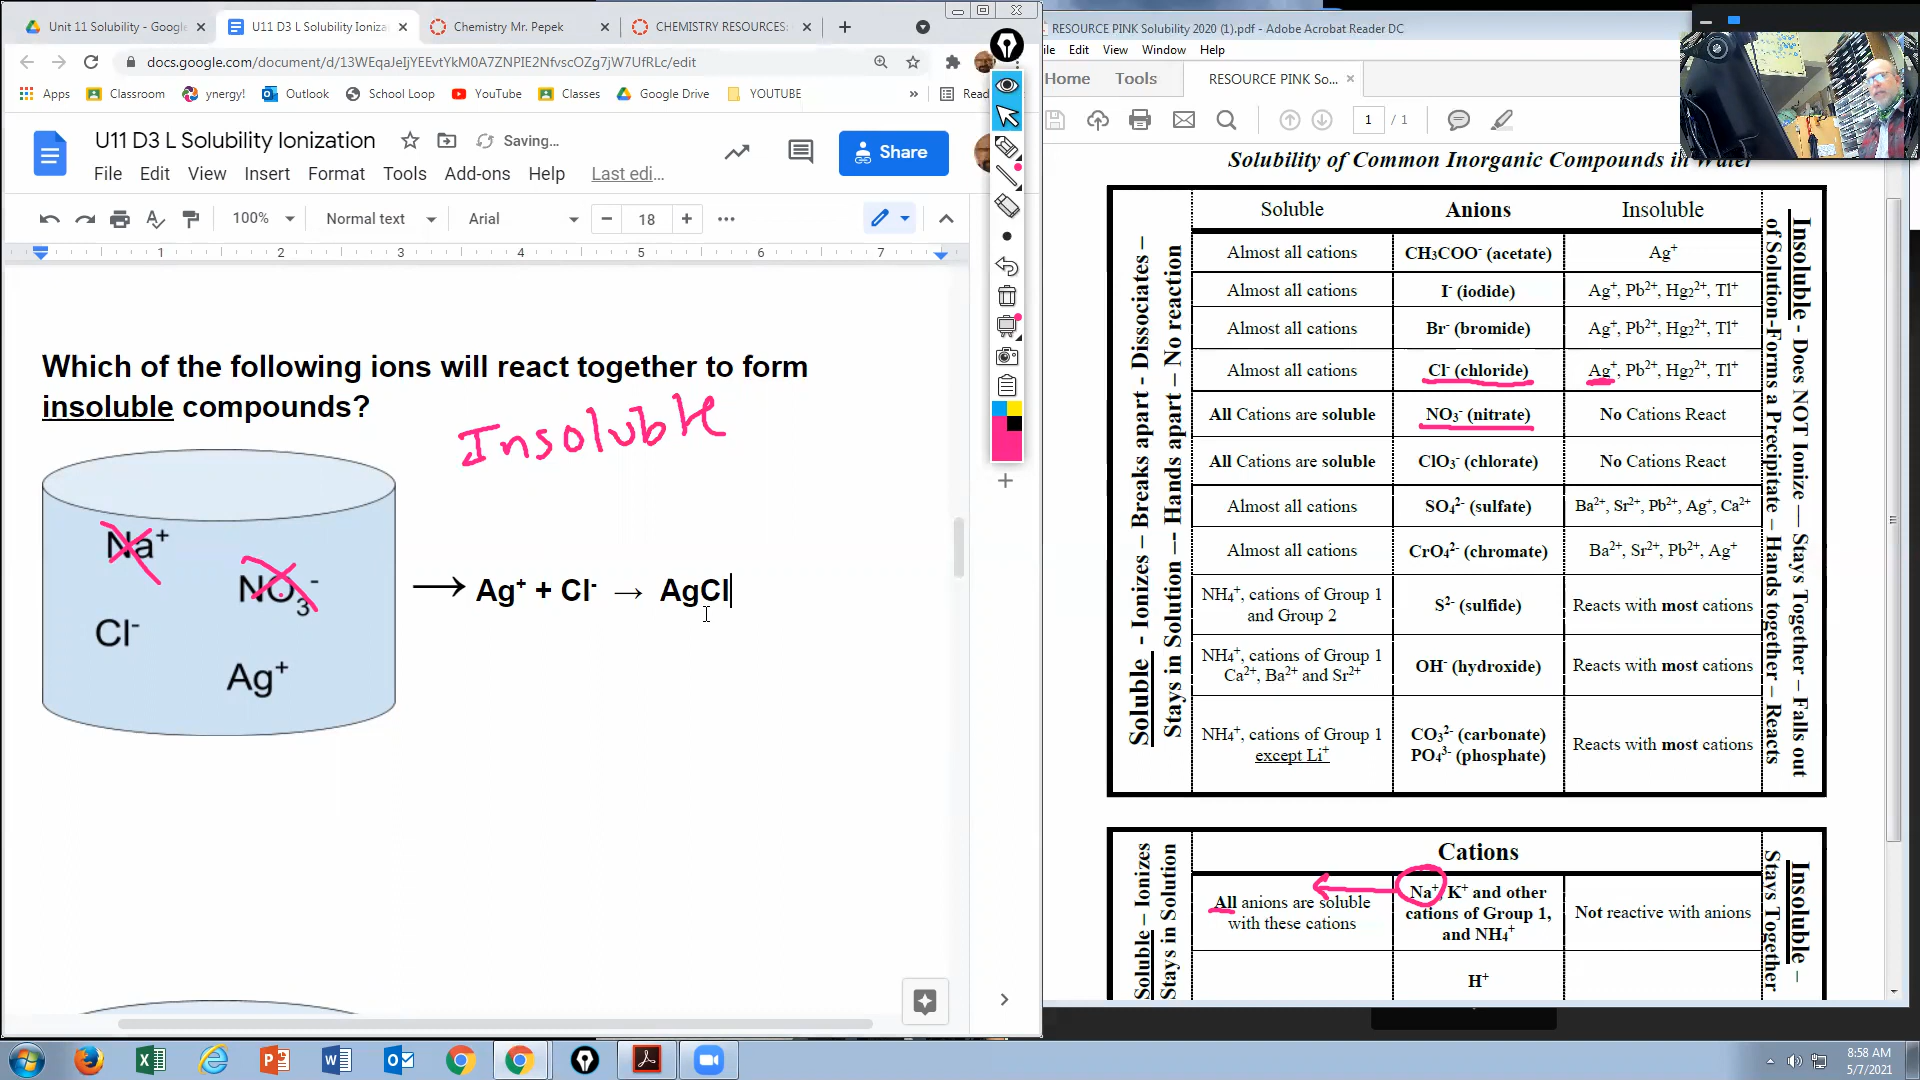 Unit 11 Solubility - Google
U11 D3 L Solubility Ionization
Chemistry Mr. Pepek
CHEMISTRY RESOURCES:
docs.google.com/document/d/13WEqaJeIjYEEvtYkM0A7ZNPIE2NfvscOZg7jW7UfRLc/edit
Apps
Classroom
ynergy!
Outlook
School Loop
YouTube
Classes
Google Drive
YOUTUBE
»
Read
U11 D3 L Solubility Ionization
Saving...
Share
File Edit View Insert Format Tools Add-ons Help Last edi...
100% Normal text Arial 18
1 2 3 4 5 6 7
Which of the following ions will react together to form
insoluble compounds?
Insoluble
Na⁺
NO₃⁻
Cl⁻
Ag⁺
→ Ag⁺ + Cl⁻ → AgCl
RESOURCE PINK Solubility 2020 (1).pdf - Adobe Acrobat Reader DC
ile Edit View Window Help
Home Tools RESOURCE PINK So... ×
1 / 1
Solubility of Common Inorganic Compounds in Water
Soluble - Ionizes – Breaks apart - Dissociates –
Stays in Solution –- Hands apart – No reaction
Soluble Anions Insoluble
Almost all cations CH₃COO⁻ (acetate) Ag⁺
Almost all cations I⁻ (iodide) Ag⁺, Pb²⁺, Hg₂²⁺, Tl⁺
Almost all cations Br⁻ (bromide) Ag⁺, Pb²⁺, Hg₂²⁺, Tl⁺
Almost all cations Cl⁻ (chloride) Ag⁺, Pb²⁺, Hg₂²⁺, Tl⁺
All Cations are soluble NO₃⁻ (nitrate) No Cations React
All Cations are soluble ClO₃⁻ (chlorate) No Cations React
Almost all cations SO₄²⁻ (sulfate) Ba²⁺, Sr²⁺, Pb²⁺, Ag⁺, Ca²⁺
Almost all cations CrO₄²⁻ (chromate) Ba²⁺, Sr²⁺, Pb²⁺, Ag⁺
NH₄⁺, cations of Group 1
and Group 2
S²⁻ (sulfide)
Reacts with most cations
NH₄⁺, cations of Group 1
Ca²⁺, Ba²⁺ and Sr²⁺
OH⁻ (hydroxide)
Reacts with most cations
NH₄⁺, cations of Group 1
except Li⁺
CO₃²⁻ (carbonate)
PO₄³⁻ (phosphate)
Reacts with most cations
Insoluble - Does NOT Ionize –– Stays Together – Falls out
of Solution-Forms a Precipitate – Hands together – Reacts
Soluble – Ionizes
Stays in Solution
Cations
All anions are soluble
with these cations
Na⁺, K⁺ and other
cations of Group 1,
and NH₄⁺
Not reactive with anions
H⁺
Insoluble –
Stays Together
8:58 AM
5/7/2021